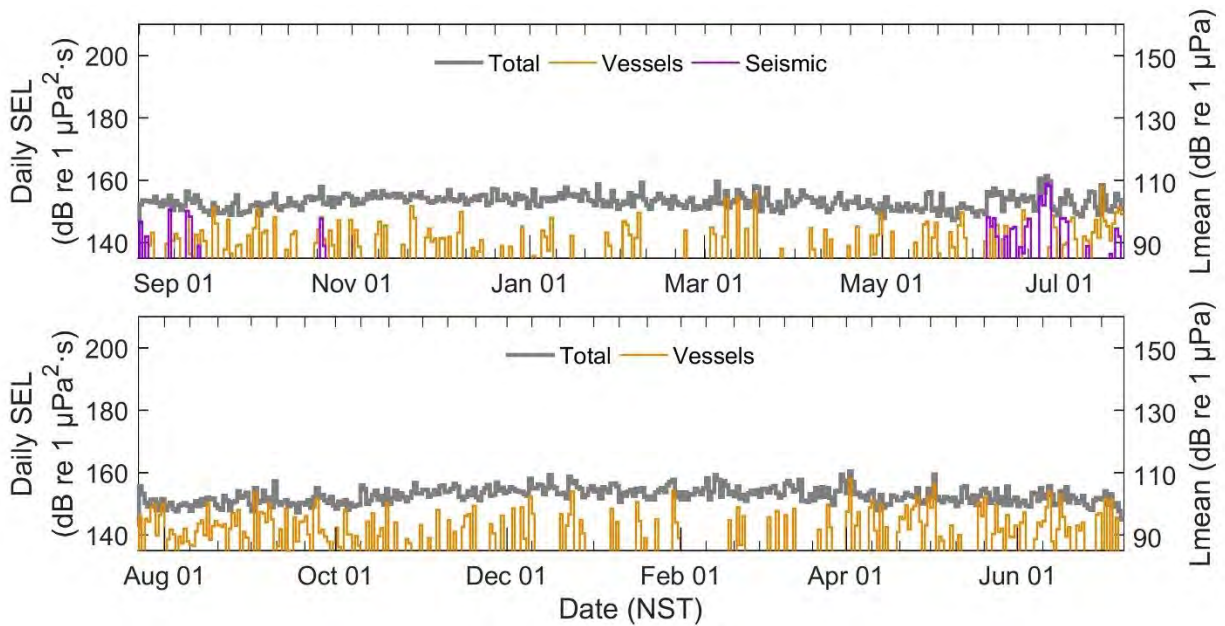 Daily SEL
(dB re 1 µPa²·s)
200
180
160
140
Total
Vessels
Seismic
150
130
110
90
Lmean (dB re 1 µPa)
Sep 01
Nov 01
Jan 01
Mar 01
May 01
Jul 01
Daily SEL
(dB re 1 µPa²·s)
200
180
160
140
Total
Vessels
150
130
110
90
Lmean (dB re 1 µPa)
Aug 01
Oct 01
Dec 01
Feb 01
Apr 01
Jun 01
Date (NST)